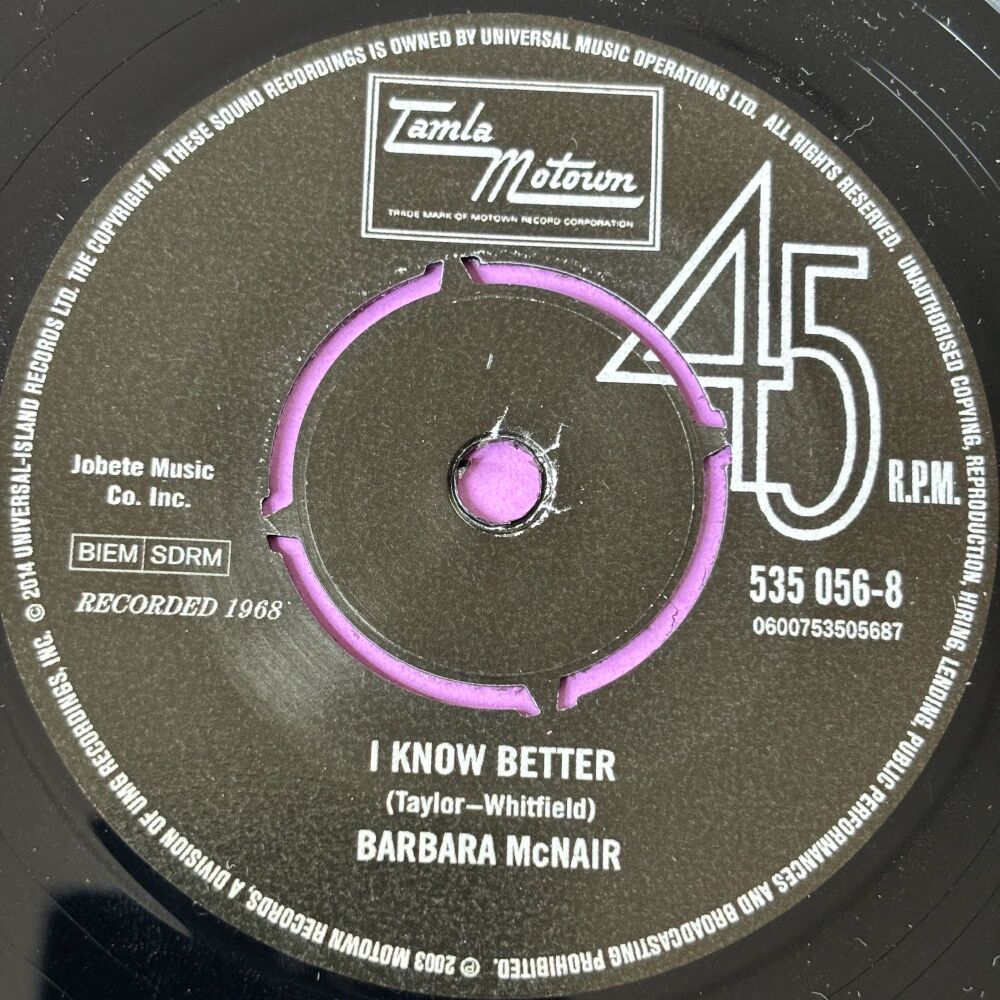 ℗ 2003 MOTOWN RECORDS, A DIVISION OF UMG RECORDINGS, INC. © 2014 UNIVERSAL-ISLAND RECORDS LTD. THE COPYRIGHT IN THESE SOUND RECORDINGS IS OWNED BY UNIVERSAL MUSIC OPERATIONS LTD. ALL RIGHTS RESERVED. UNAUTHORISED COPYING, REPRODUCTION, HIRING, LENDING, PUBLIC PERFORMANCES AND BROADCASTING PROHIBITED.
Tamla
Motown
TRADE MARK OF MOTOWN RECORD CORPORATION
45
R.P.M.
Jobete Music
Co. Inc.
BIEM SDRM
RECORDED 1968
535 056-8
0600753505687
I KNOW BETTER
(Taylor–Whitfield)
BARBARA McNAIR